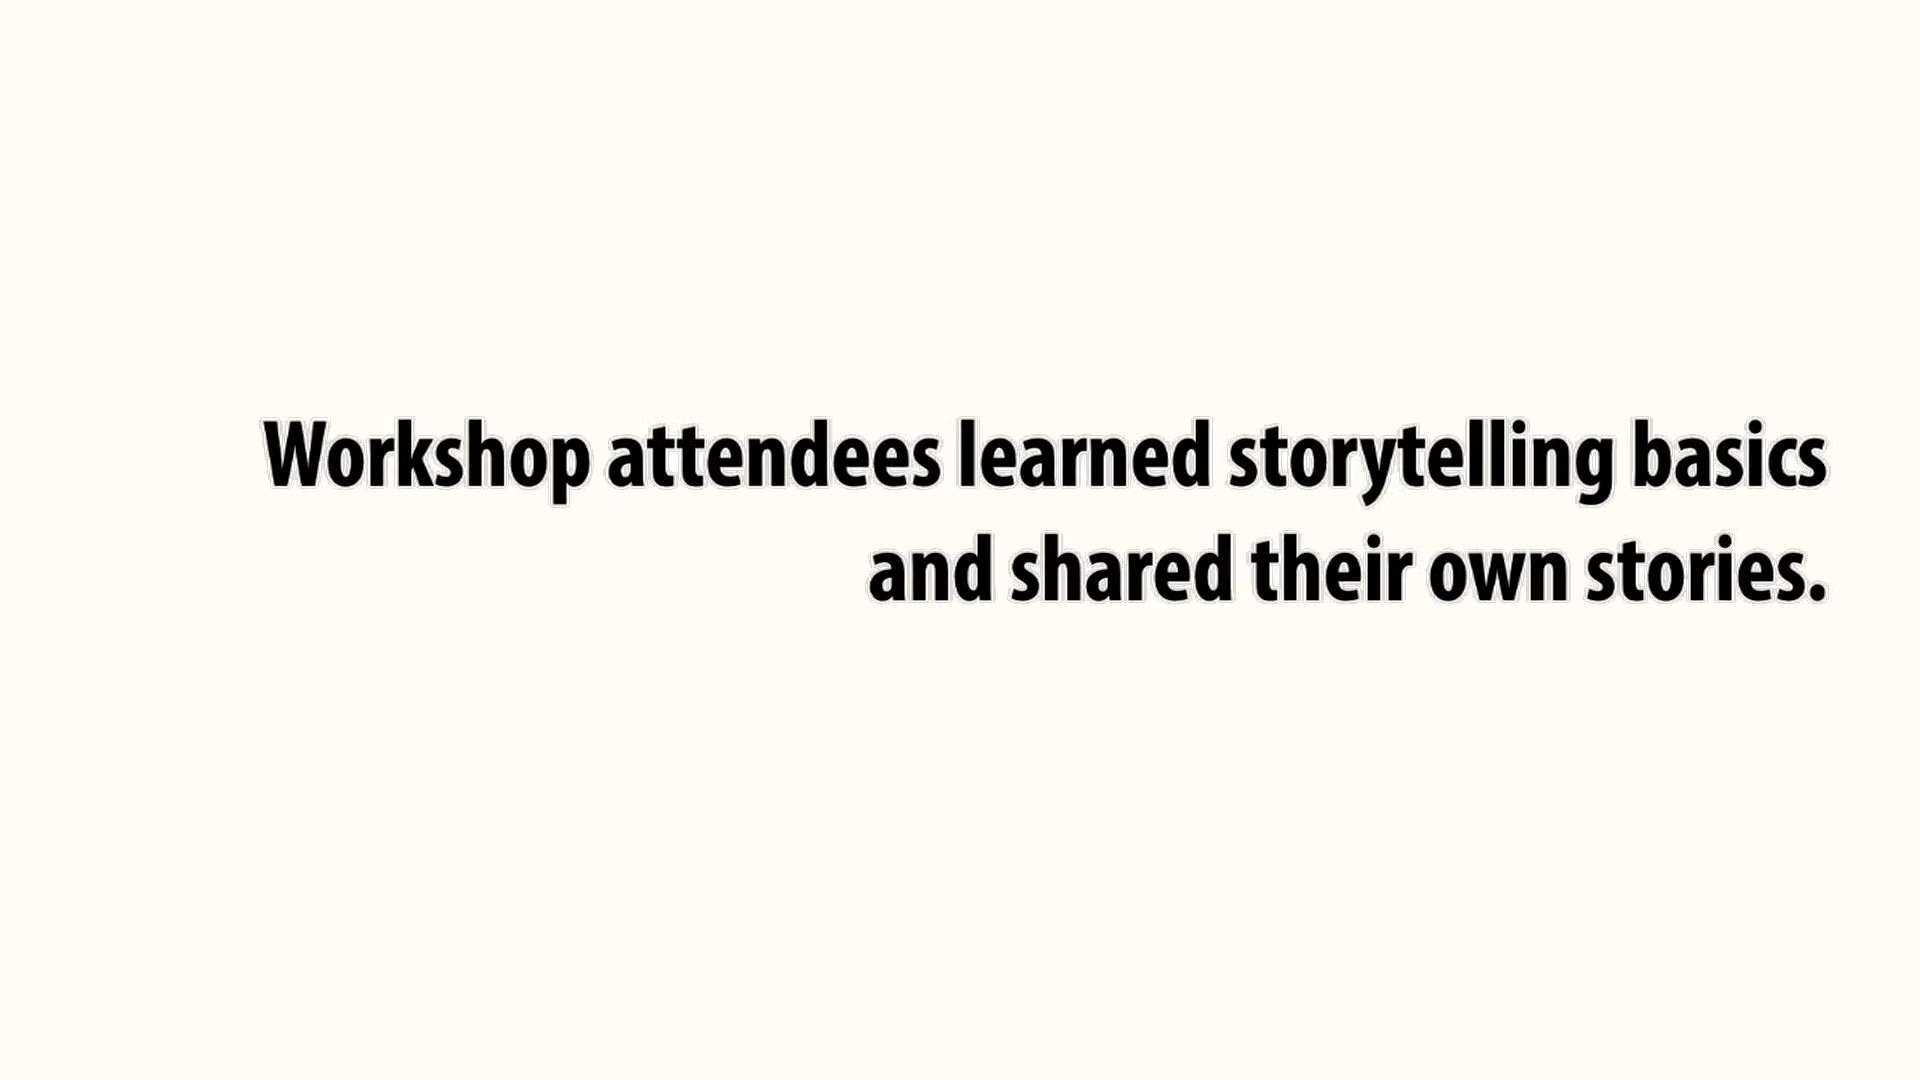 Workshop attendees learned storytelling basics
and shared their own stories.